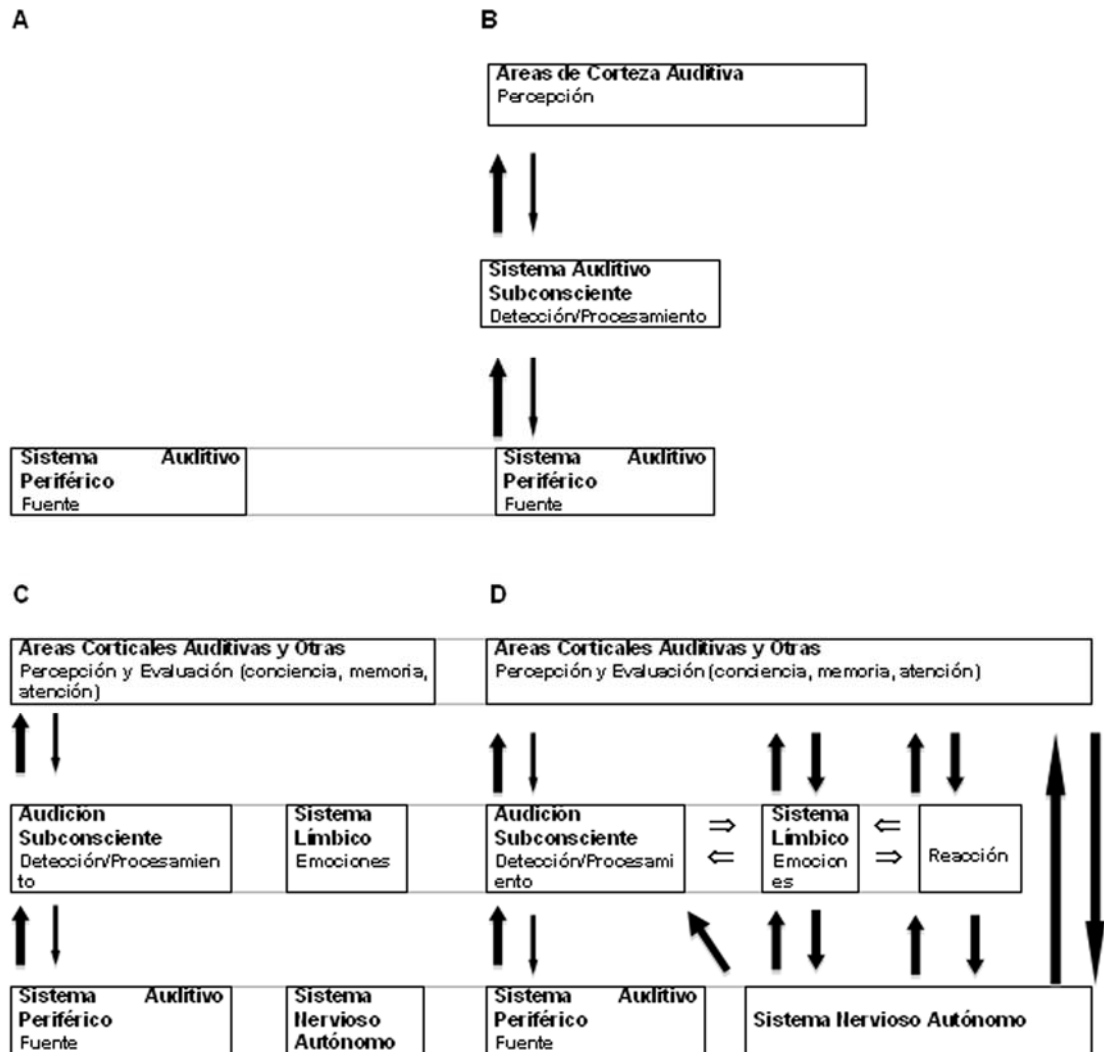 A
B
Areas de Corteza Auditiva
Percepción
Sistema Auditivo
Subconsciente
Detección/Procesamiento
Sistema Auditivo
Periférico
Fuente
Sistema Auditivo
Periférico
Fuente
C
D
Areas Corticales Auditivas y Otras
Percepción y Evaluación (conciencia, memoria,
atención)
Areas Corticales Auditivas y Otras
Percepción y Evaluación (conciencia, memoria, atención)
Audición
Subconsciente
Detección/Procesamien
to
Sistema
Límbico
Emociones
Audición
Subconsciente
Detección/Procesami
ento
Sistema
Límbico
Emocion
es
Reacción
Sistema Auditivo
Periférico
Fuente
Sistema
Nervioso
Autónomo
Sistema Auditivo
Periférico
Fuente
Sistema Nervioso Autónomo